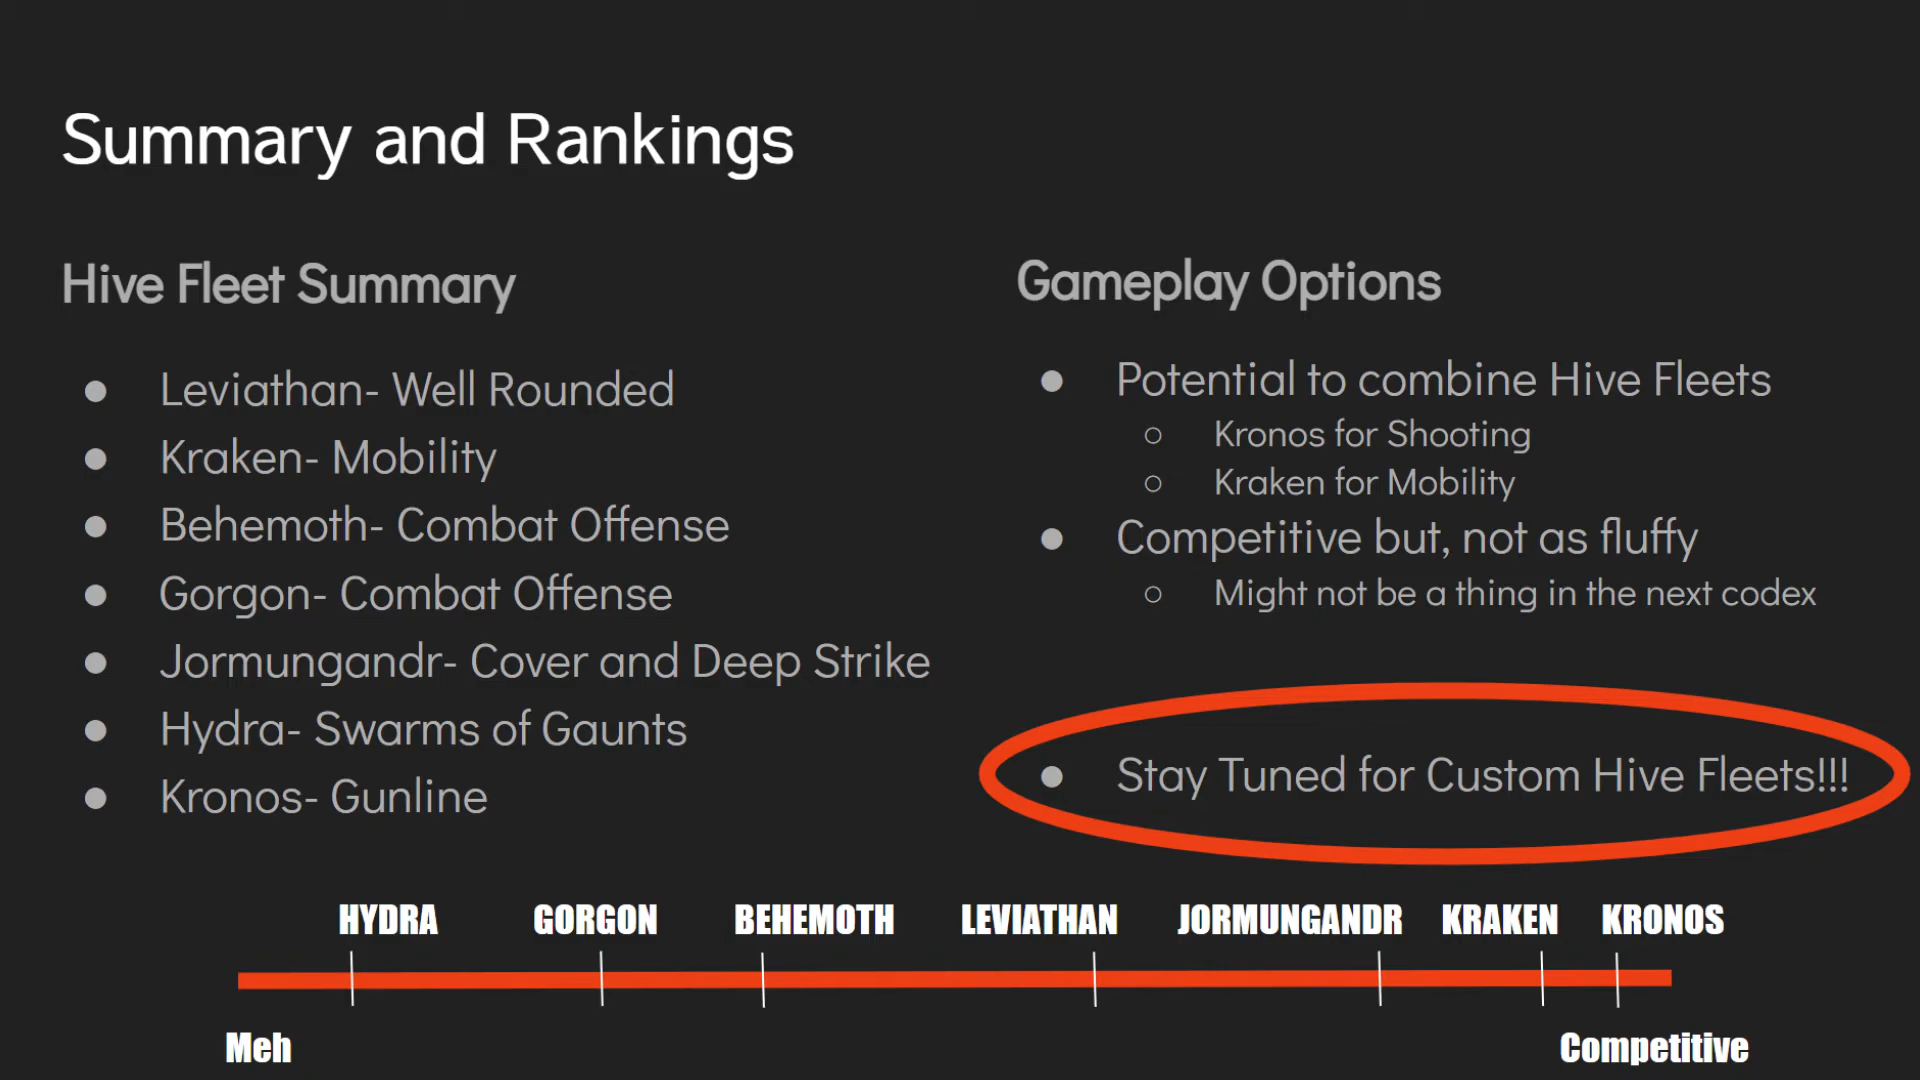 Summary and Rankings
Hive Fleet Summary
● Leviathan- Well Rounded
● Kraken- Mobility
● Behemoth- Combat Offense
● Gorgon- Combat Offense
● Jormungandr- Cover and Deep Strike
● Hydra- Swarms of Gaunts
● Kronos- Gunline
Gameplay Options
● Potential to combine Hive Fleets
○ Kronos for Shooting
○ Kraken for Mobility
● Competitive but, not as fluffy
○ Might not be a thing in the next codex
● Stay Tuned for Custom Hive Fleets!!!
HYDRA GORGON BEHEMOTH LEVIATHAN JORMUNGANDR KRAKEN KRONOS
Meh Competitive